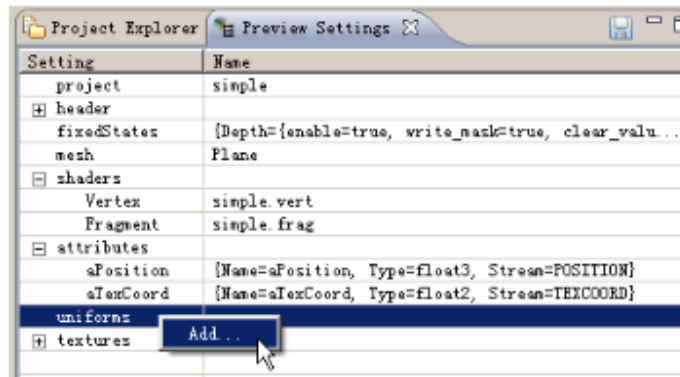 Project Explorer Preview Settings
Setting Name
project simple
header
fixedStates {Depth={enable=true, write_mask=true, clear_valu...
mesh Plane
shaders
Vertex simple.vert
Fragment simple.frag
attributes
aPosition {Name=aPosition, Type=float3, Stream=POSITION}
aTexCoord {Name=aTexCoord, Type=float2, Stream=TEXCOORD}
uniforms
Add...
textures